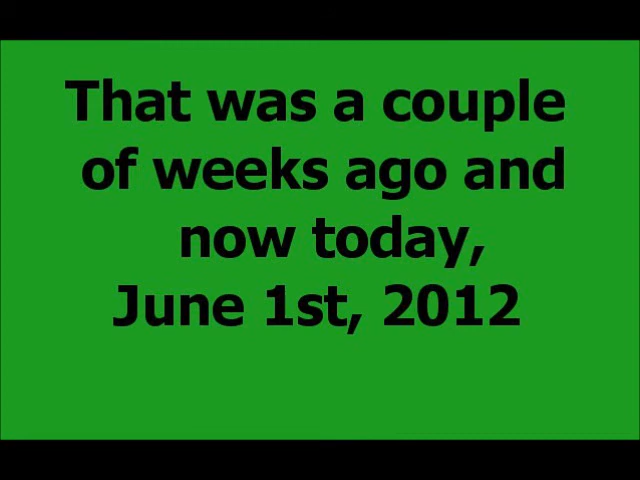 That was a couple
of weeks ago and
now today,
June 1st, 2012